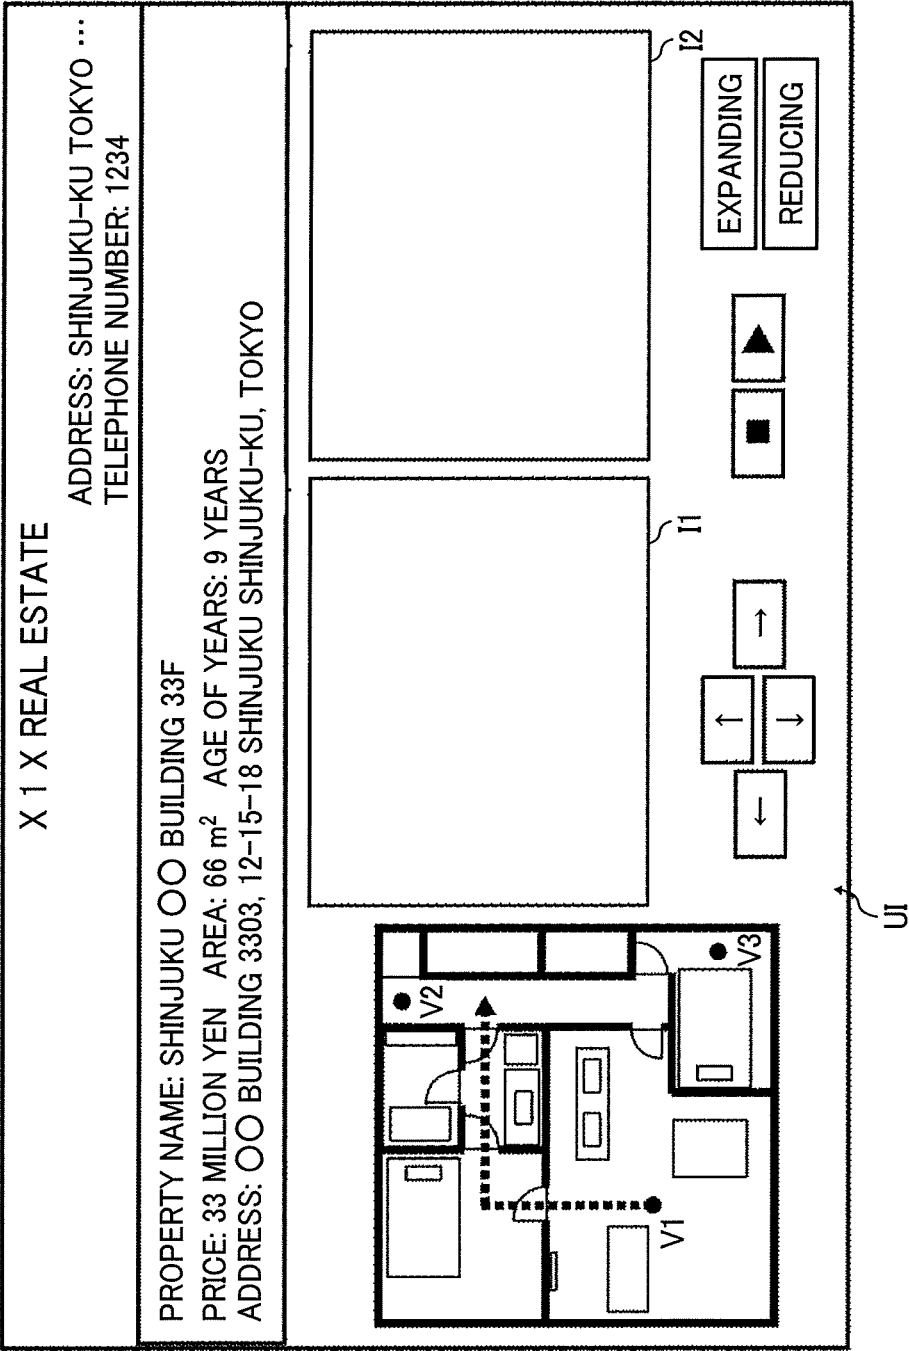 X 1 X REAL ESTATE
ADDRESS: SHINJUKU-KU TOKYO ...
TELEPHONE NUMBER: 1234
PROPERTY NAME: SHINJUKU ○○ BUILDING 33F
PRICE: 33 MILLION YEN AREA: 66 m² AGE OF YEARS: 9 YEARS
ADDRESS: ○○ BUILDING 3303, 12-15-18 SHINJUKU SHINJUKU-KU, TOKYO
V2
V1
V3
I1
I2
←
↑
↓
→
■
▶
EXPANDING
REDUCING
UI